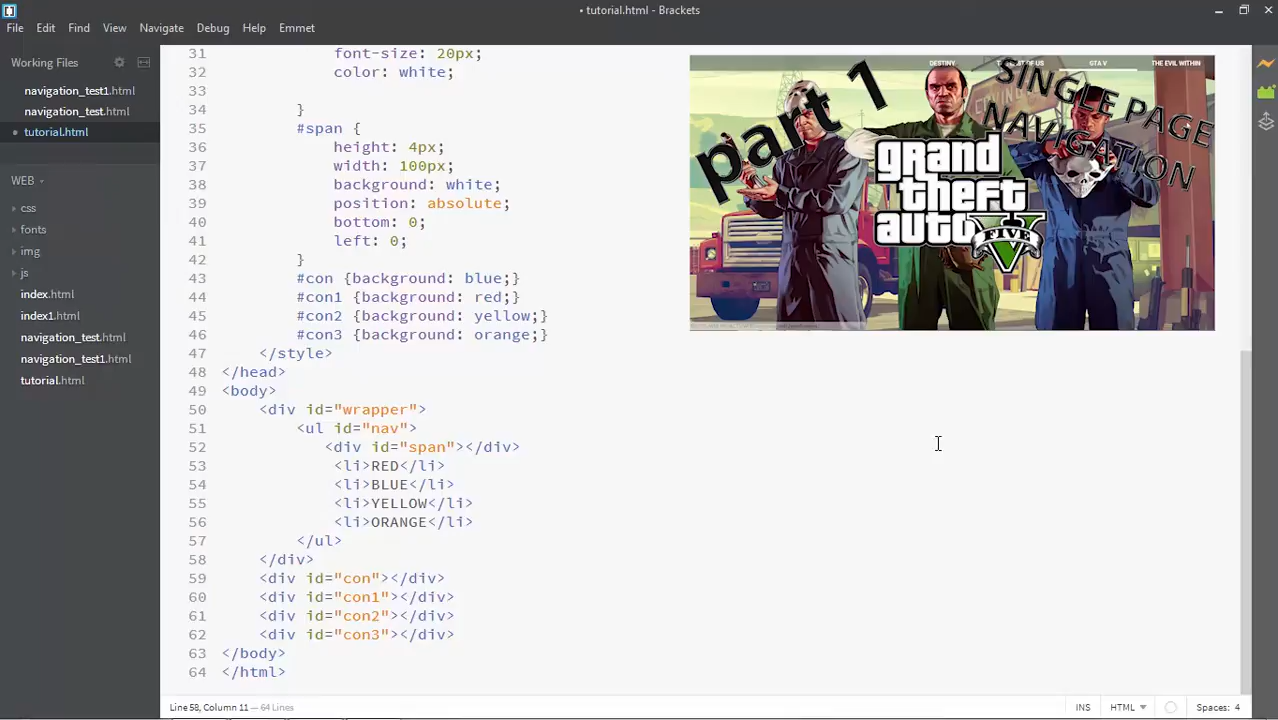 • tutorial.html - Brackets
File Edit Find View Navigate Debug Help Emmet
Working Files
navigation_test1.html
navigation_test.html
• tutorial.html
WEB
css
fonts
img
js
index.html
index1.html
navigation_test.html
navigation_test1.html
tutorial.html
31 font-size: 20px;
32 color: white;
33
34 }
35 #span {
36 height: 4px;
37 width: 100px;
38 background: white;
39 position: absolute;
40 bottom: 0;
41 left: 0;
42 }
43 #con {background: blue;}
44 #con1 {background: red;}
45 #con2 {background: yellow;}
46 #con3 {background: orange;}
47 </style>
48 </head>
49 <body>
50 <div id="wrapper">
51 <ul id="nav">
52 <div id="span"></div>
53 <li>RED</li>
54 <li>BLUE</li>
55 <li>YELLOW</li>
56 <li>ORANGE</li>
57 </ul>
58 </div>
59 <div id="con"></div>
60 <div id="con1"></div>
61 <div id="con2"></div>
62 <div id="con3"></div>
63 </body>
64 </html>
DESTINY OF US GTA V THE EVIL WITHIN
part 1
SINGLE PAGE
NAVIGATION
grand
theft
auto
V
FIVE
Line 58, Column 11 — 64 Lines
INS HTML Spaces: 4